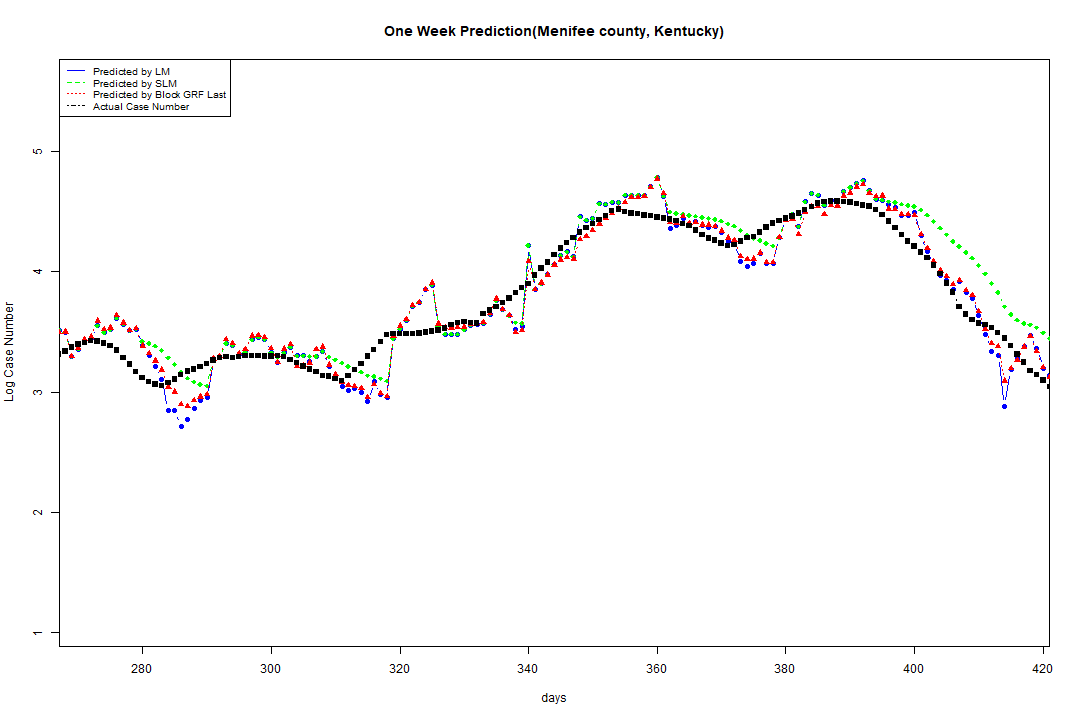 One Week Prediction(Menifee county, Kentucky)
Predicted by LM
Predicted by SLM
Predicted by Block GRF Last
Actual Case Number
5
4
3
2
1
Log Case Number
280 300 320 340 360 380 400 420
days